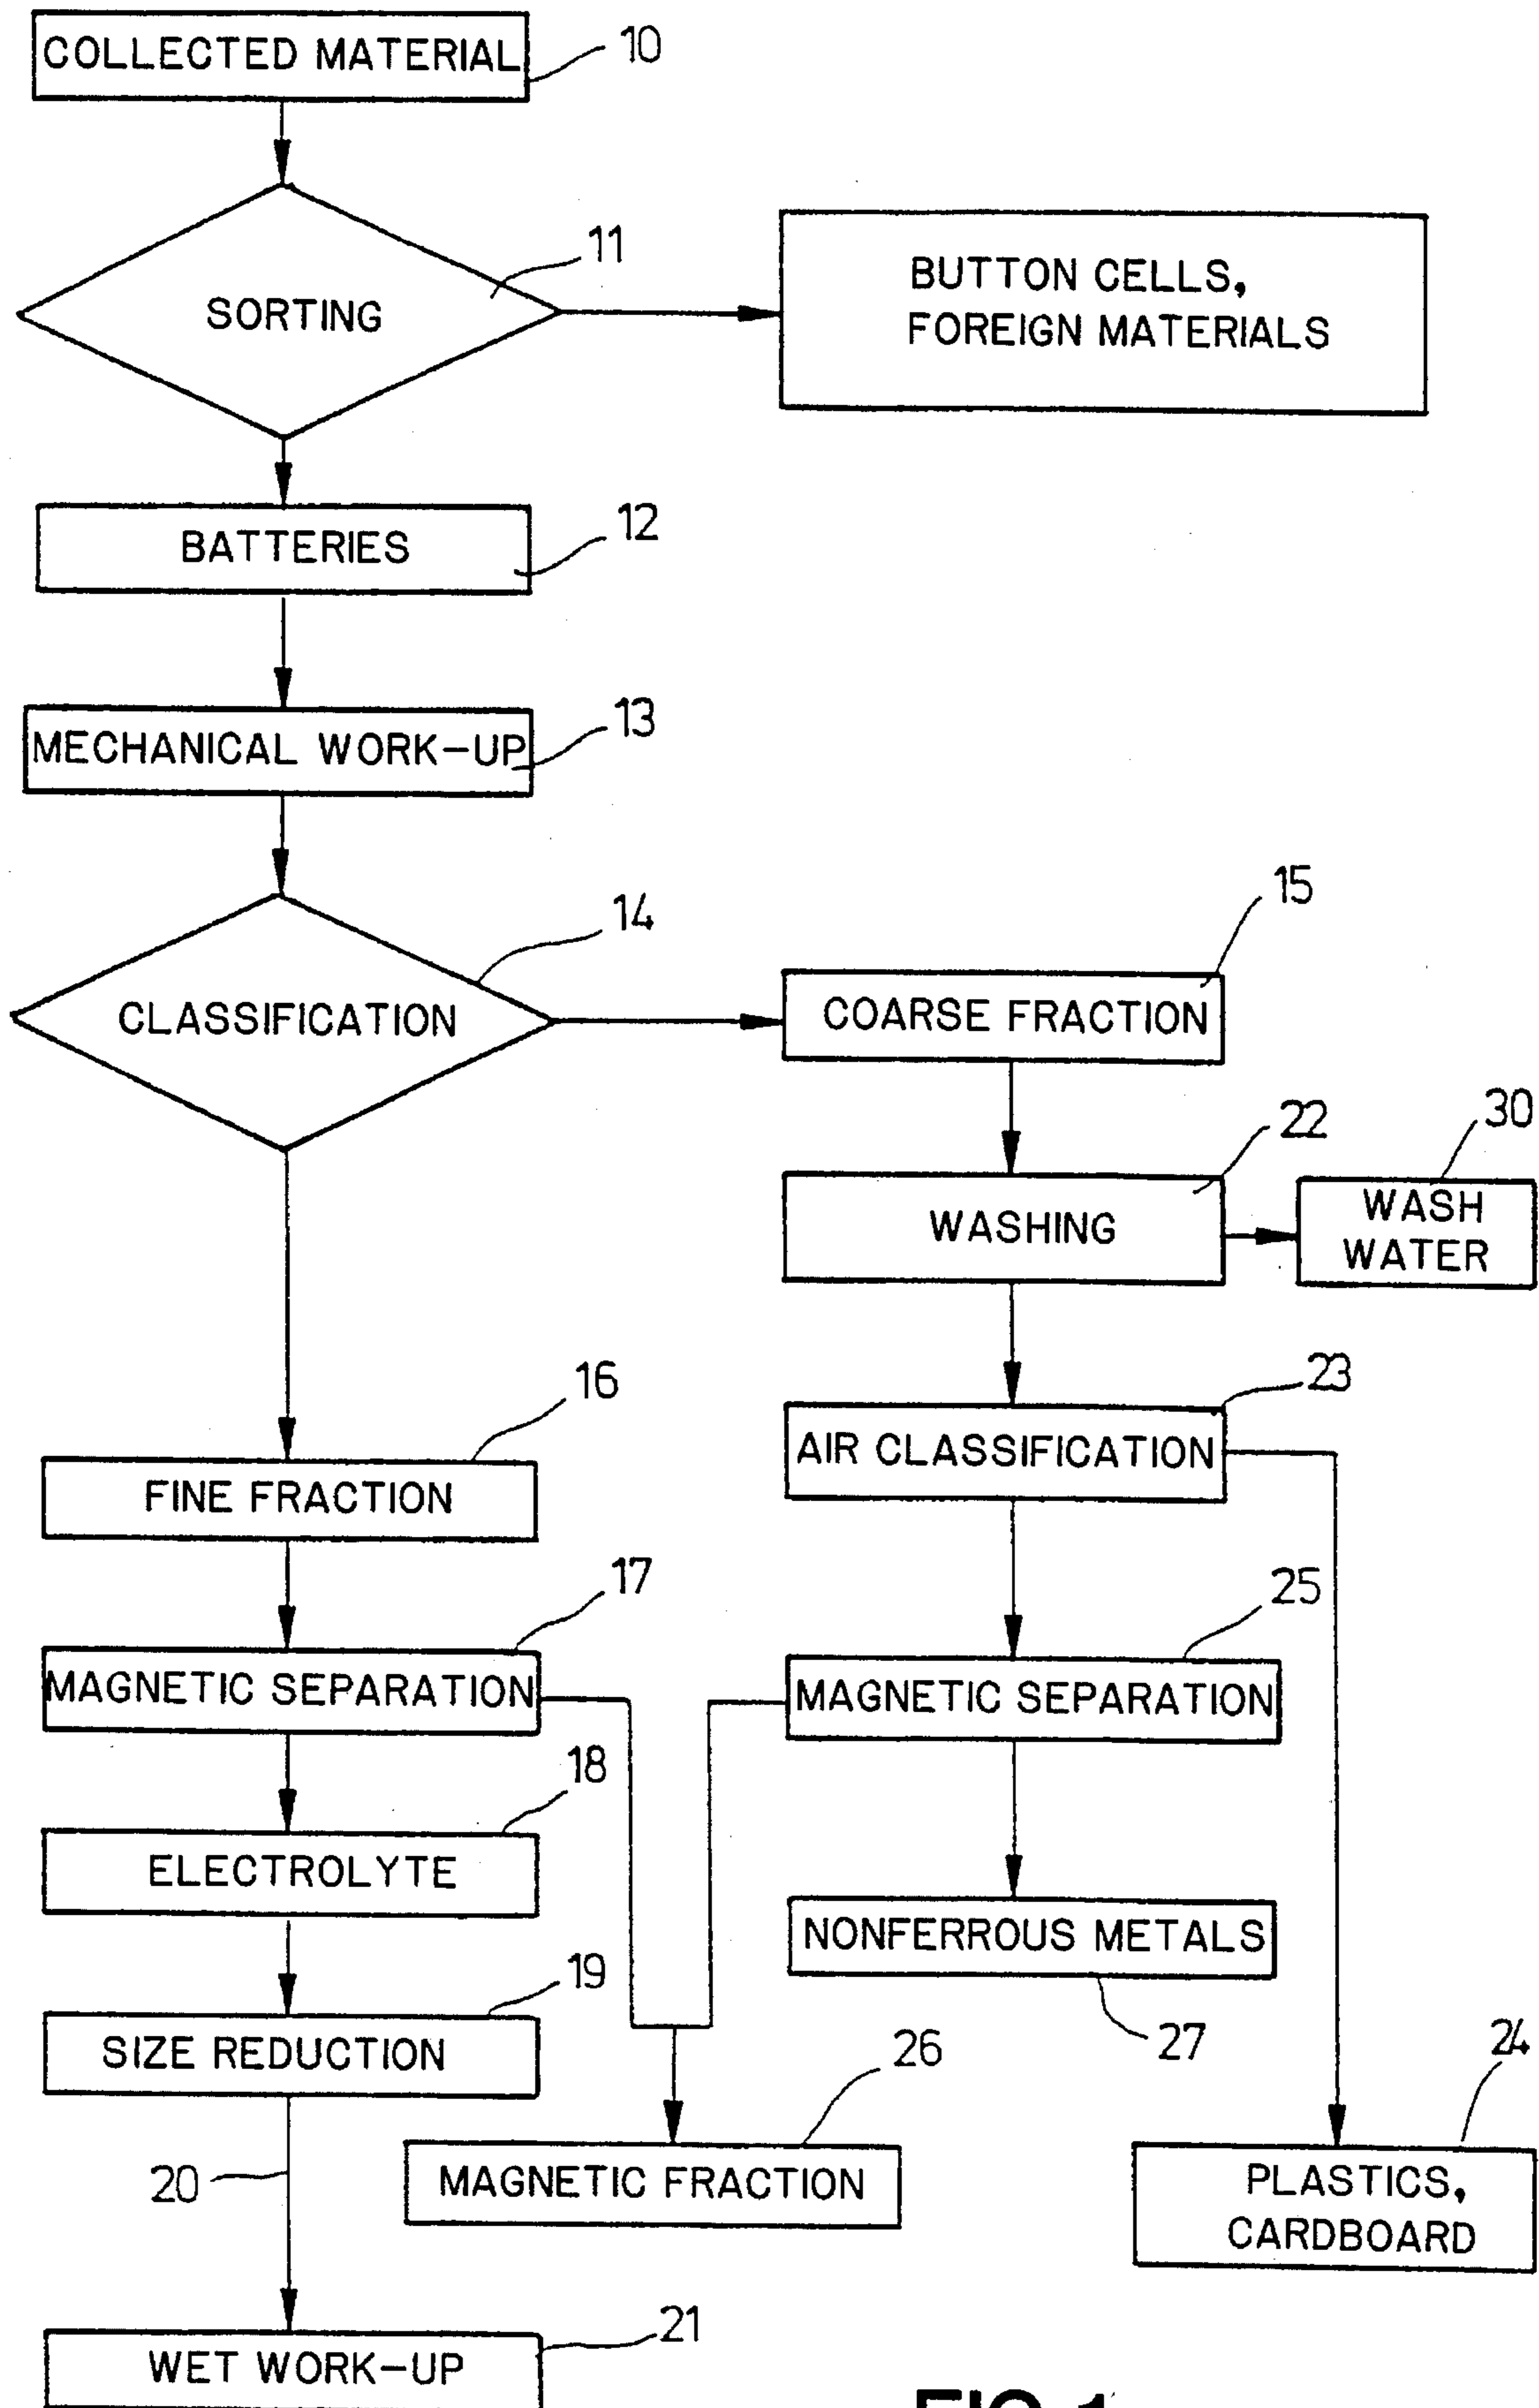 COLLECTED MATERIAL
10
11
SORTING
BUTTON CELLS,
FOREIGN MATERIALS
BATTERIES
12
MECHANICAL WORK-UP
13
14
CLASSIFICATION
15
COARSE FRACTION
22
WASHING
30
WASH
WATER
23
AIR CLASSIFICATION
16
FINE FRACTION
17
MAGNETIC SEPARATION
25
MAGNETIC SEPARATION
18
ELECTROLYTE
NONFERROUS METALS
27
19
SIZE REDUCTION
26
MAGNETIC FRACTION
24
PLASTICS,
CARDBOARD
20
21
WET WORK-UP
FIG.1